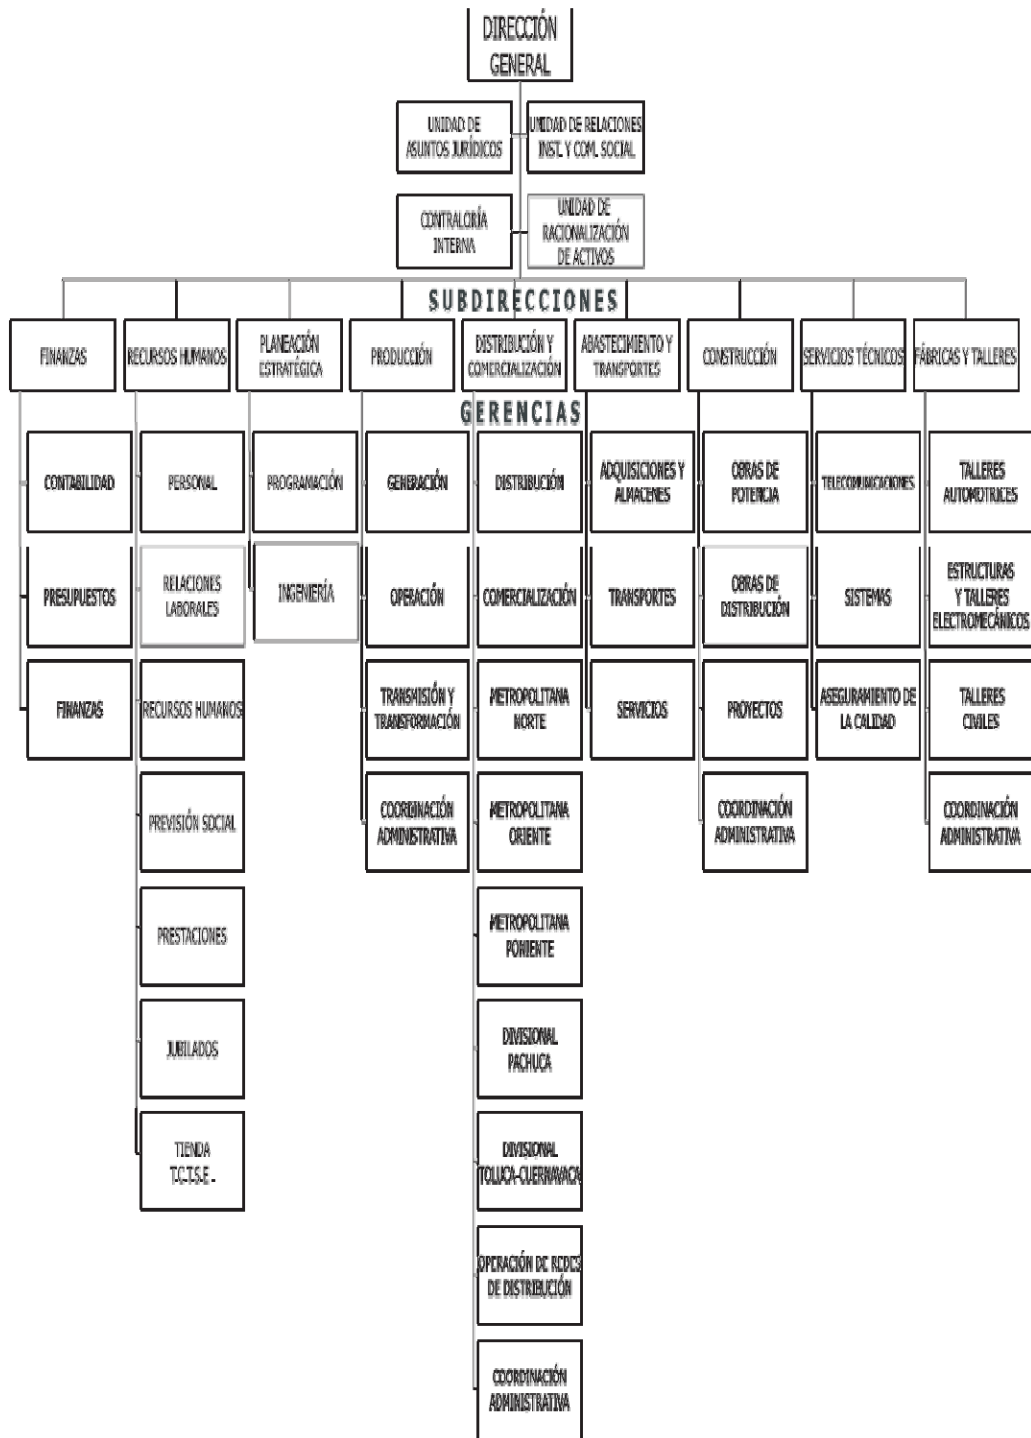 DIRECCIÓN
GENERAL
UNIDAD DE
ASUNTOS JURÍDICOS
UNIDAD DE RELACIONES
INST. Y COM. SOCIAL
CONTRALORÍA
INTERNA
UNIDAD DE
RACIONALIZACIÓN
DE ACTIVOS
SUBDIRECCIONES
FINANZAS
RECURSOS HUMANOS
PLANEACIÓN
ESTRATÉGICA
PRODUCCIÓN
DISTRIBUCIÓN Y
COMERCIALIZACIÓN
ABASTECIMIENTO Y
TRANSPORTES
CONSTRUCCIÓN
SERVICIOS TÉCNICOS
FÁBRICAS Y TALLERES
GERENCIAS
CONTABILIDAD
PERSONAL
PROGRAMACIÓN
GENERACIÓN
DISTRIBUCIÓN
ADQUISICIONES Y
ALMACENES
OBRAS DE
POTENCIA
TELECOMUNICACIONES
TALLERES
AUTOMOTRICES
PRESUPUESTOS
RELACIONES
LABORALES
INGENIERÍA
OPERACIÓN
COMERCIALIZACIÓN
TRANSPORTES
OBRAS DE
DISTRIBUCIÓN
SISTEMAS
ESTRUCTURAS
Y TALLERES
ELECTROMECÁNICOS
FINANZAS
RECURSOS HUMANOS
TRANSMISIÓN Y
TRANSFORMACIÓN
METROPOLITANA
NORTE
SERVICIOS
PROYECTOS
ASEGURAMIENTO DE
LA CALIDAD
TALLERES
CIVILES
PREVISIÓN SOCIAL
COORDINACIÓN
ADMINISTRATIVA
METROPOLITANA
ORIENTE
COORDINACIÓN
ADMINISTRATIVA
COORDINACIÓN
ADMINISTRATIVA
PRESTACIONES
METROPOLITANA
PONIENTE
JUBILADOS
DIVISIONAL
PACHUCA
TIENDA
T.C.T.S.E.
DIVISIONAL
TOLUCA-CUERNAVACA
OPERACIÓN DE REDES
DE DISTRIBUCIÓN
COORDINACIÓN
ADMINISTRATIVA